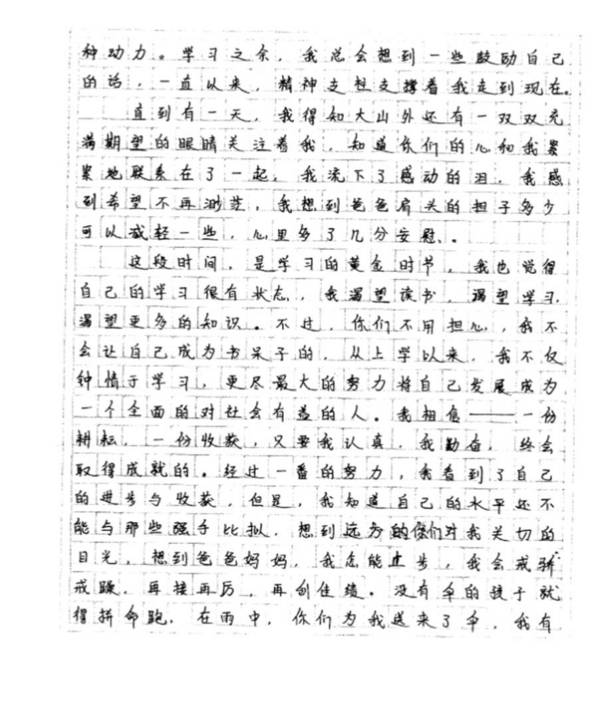 种动力。学习之余，我总会想到一些鼓励自己
的话，一直以来，精神支柱支撑着我走到现在。
直到有一天，我得知大山外还有一双双充
满期望的眼睛关注着我，知道你们的心和我紧
紧地联系在了一起，我流下了感动的泪，我感
到希望不再渺茫，我想到爸爸肩头的担子多少
可以减轻一些，心里多了几分安慰、。
这段时间，是学习的黄金时节，我也觉得
自己的学习很有状态，我渴望读书，渴望学习，
渴望更多的知识。不过，你们不用担心，我不
会让自己成为书呆子的，从上学以来，我不仅
钟情于学习，更尽最大的努力将自己发展成为
一个全面的对社会有益的人。我相信——一份
耕耘，一份收获，只要我认真，我勤奋，终会
取得成就的。经过一番的努力，我看到了自己
的进步与收获，但是，我知道自己的水平还不
能与那些强手比拟，想到远方的你们对我关切的
目光，想到爸爸妈妈，我怎能止步，我会戒骄
戒躁，再接再厉，再创佳绩。没有伞的孩子就
得拼命跑，在雨中，你们为我送来了伞，我有